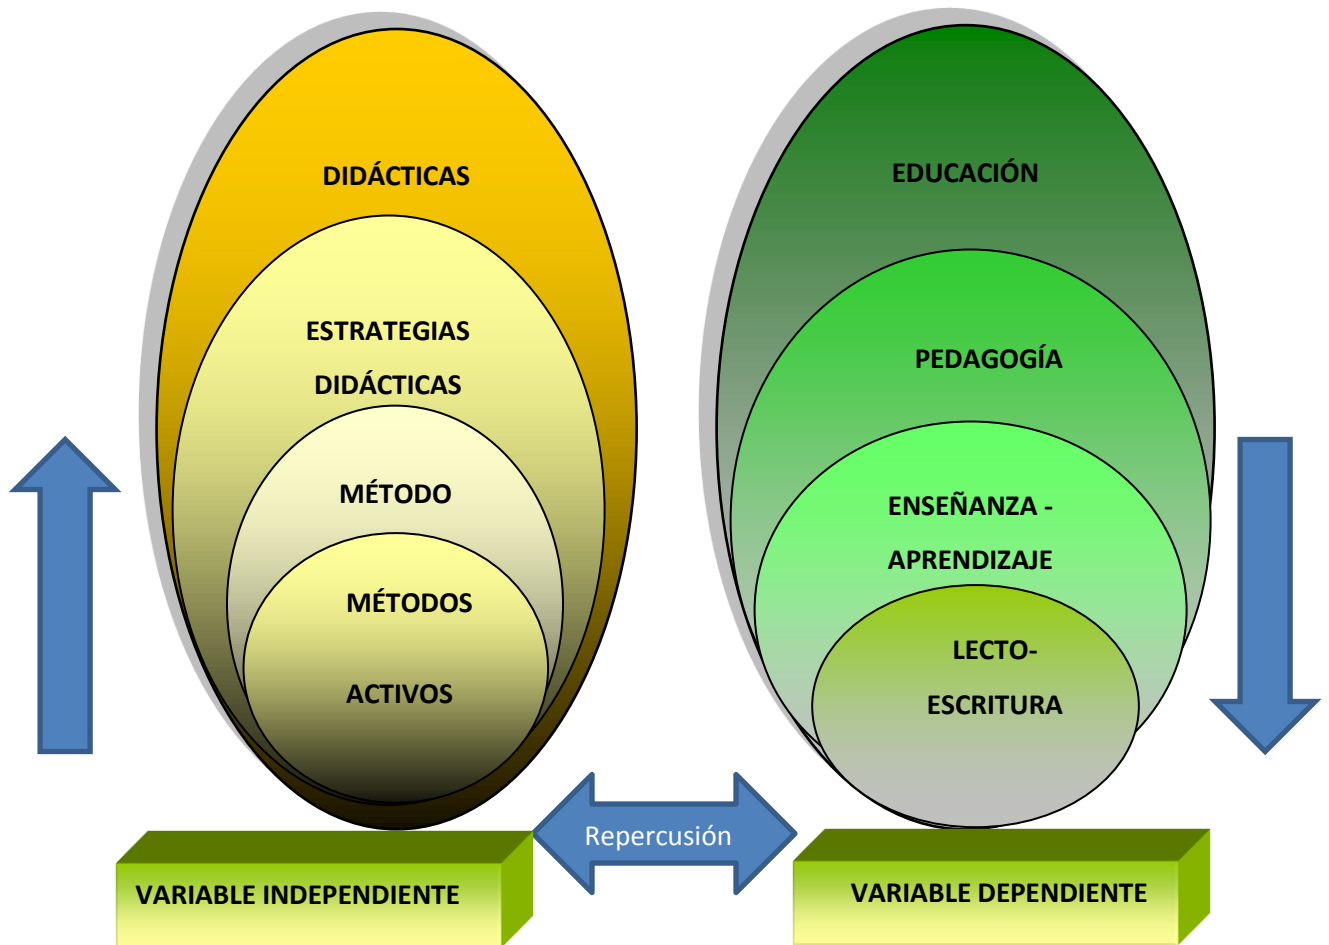 DIDÁCTICAS
ESTRATEGIAS
DIDÁCTICAS
MÉTODO
MÉTODOS
ACTIVOS
EDUCACIÓN
PEDAGOGÍA
ENSEÑANZA -
APRENDIZAJE
LECTO-
ESCRITURA
Repercusión
VARIABLE INDEPENDIENTE
VARIABLE DEPENDIENTE